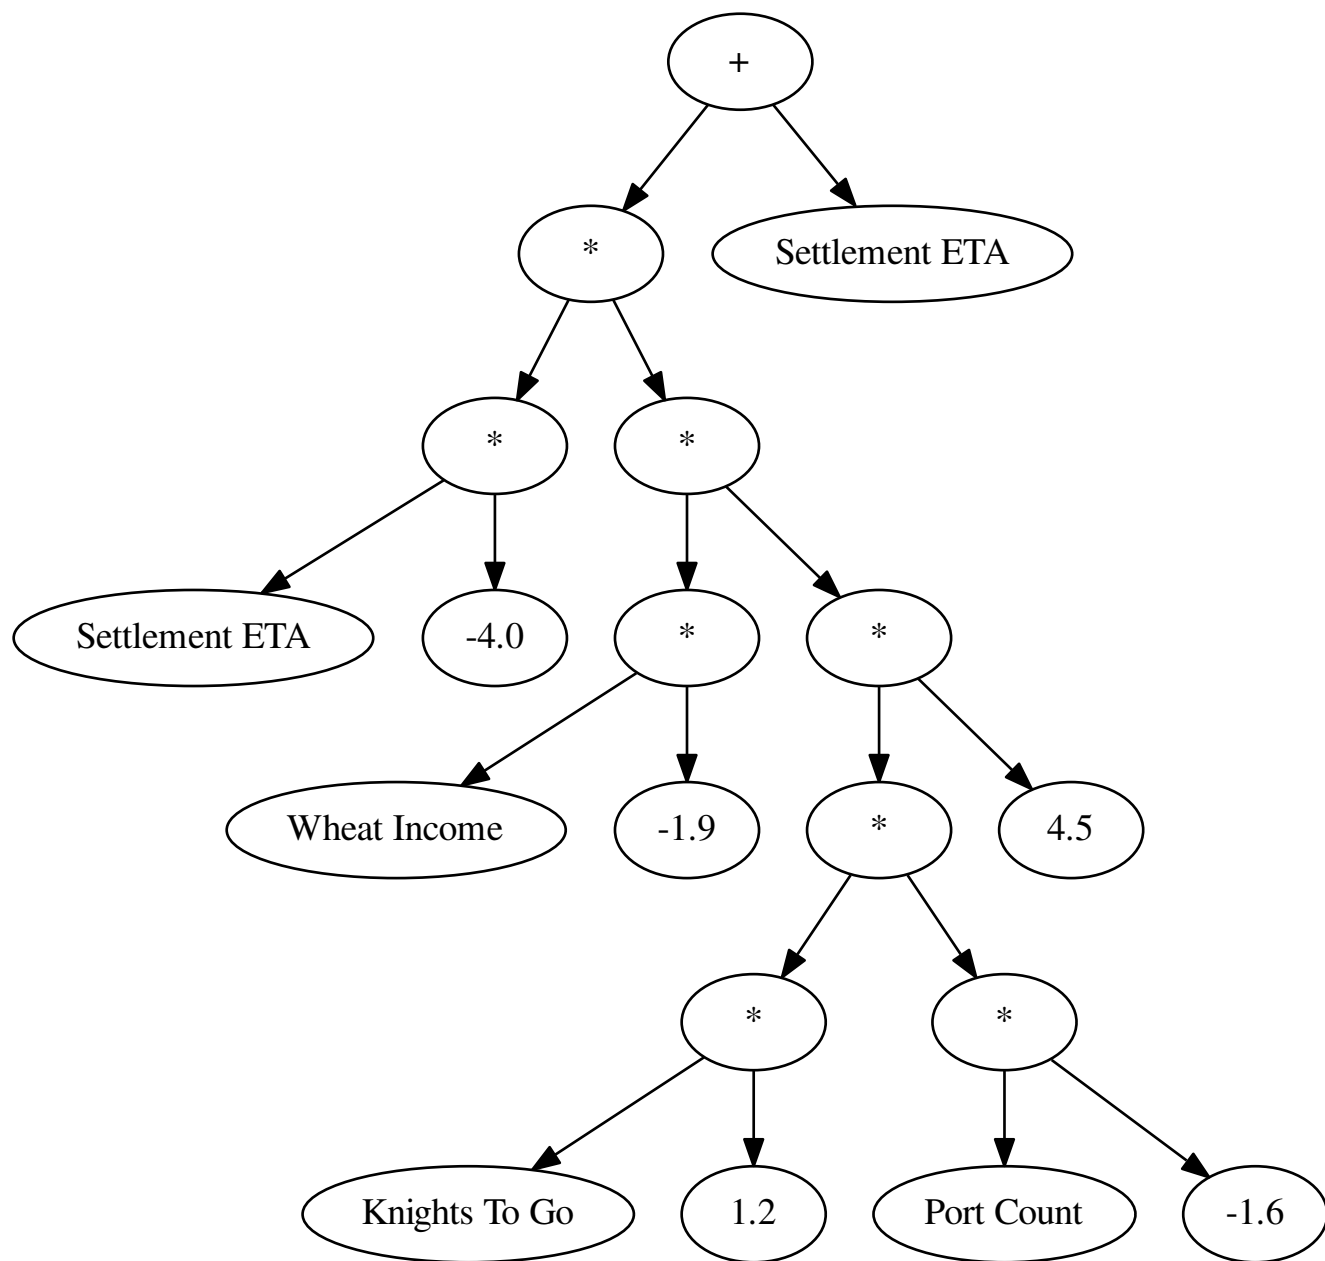 +
*
Settlement ETA
*
*
Settlement ETA
-4.0
*
*
Wheat Income
-1.9
*
4.5
*
*
Knights To Go
1.2
Port Count
-1.6